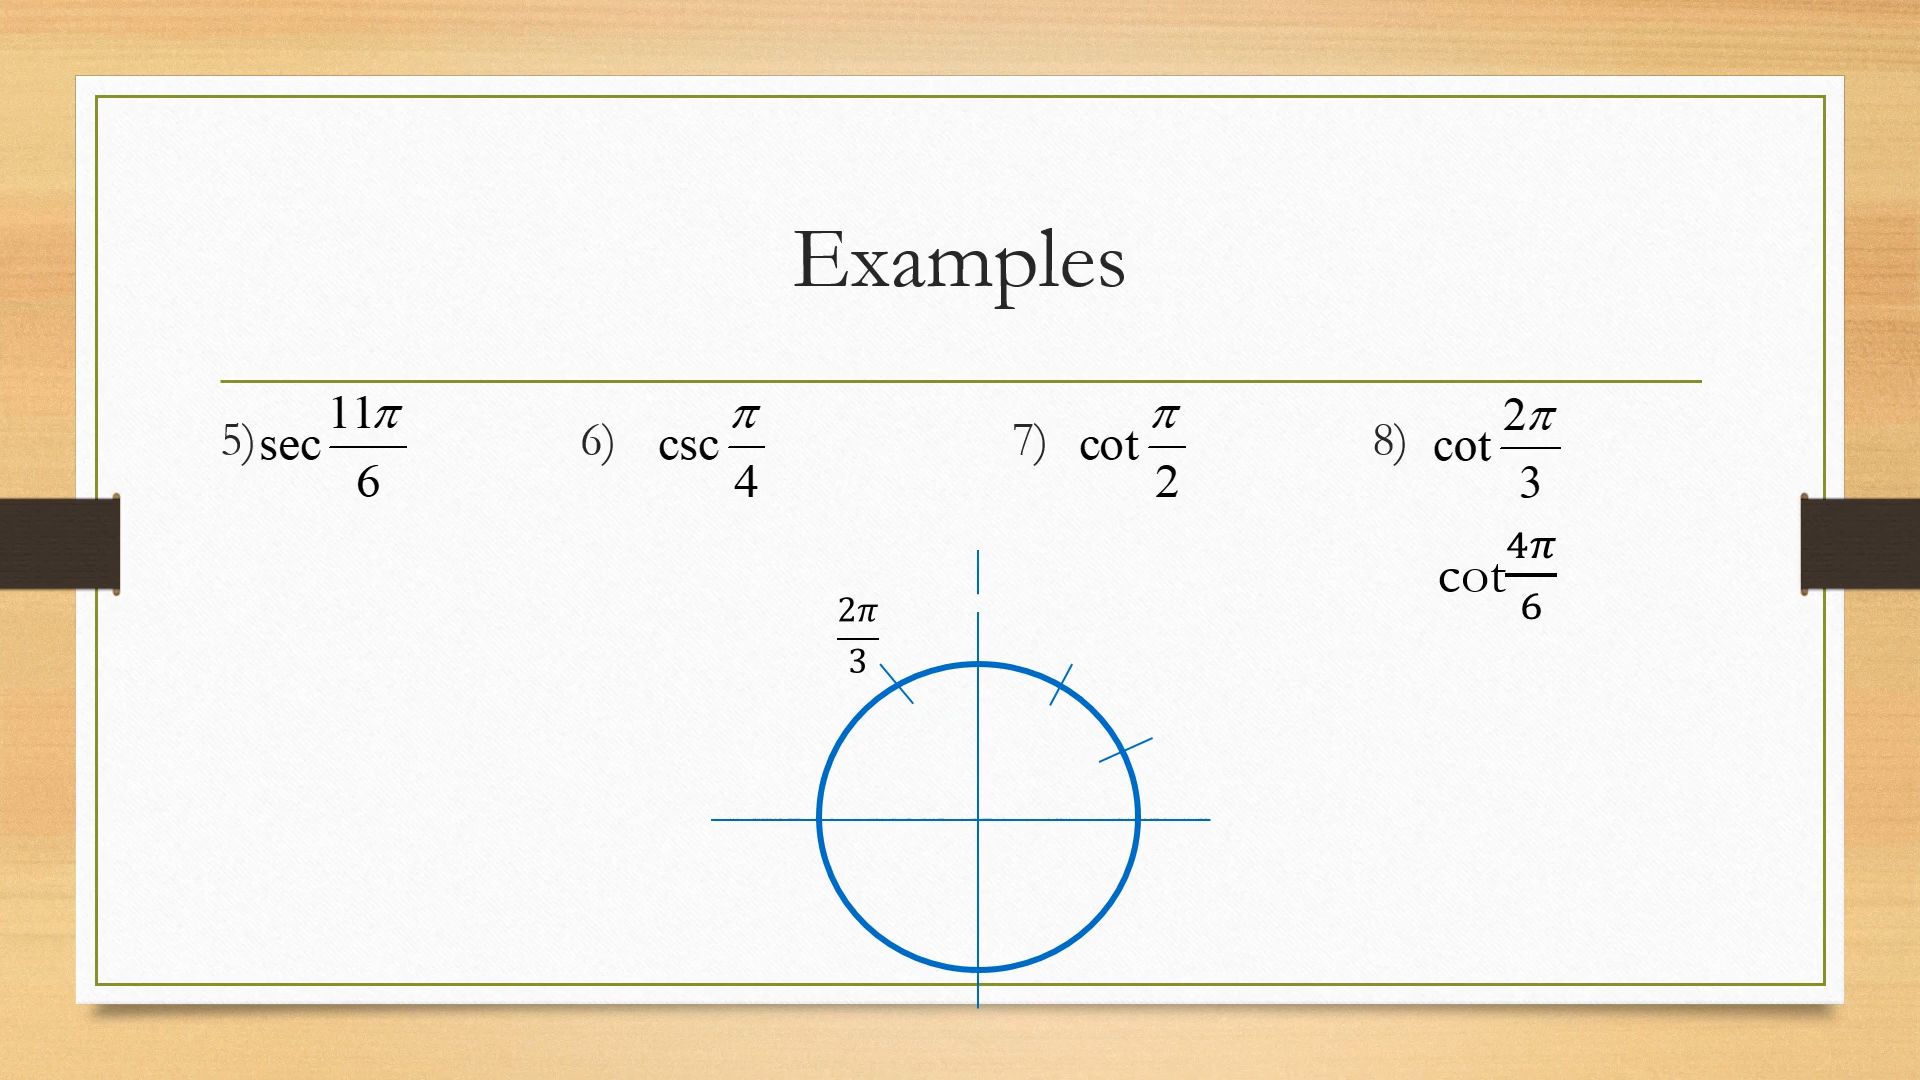 Examples
5) sec 11π/6 6) csc π/4 7) cot π/2 8) cot 2π/3
cot 4π/6
2π/3